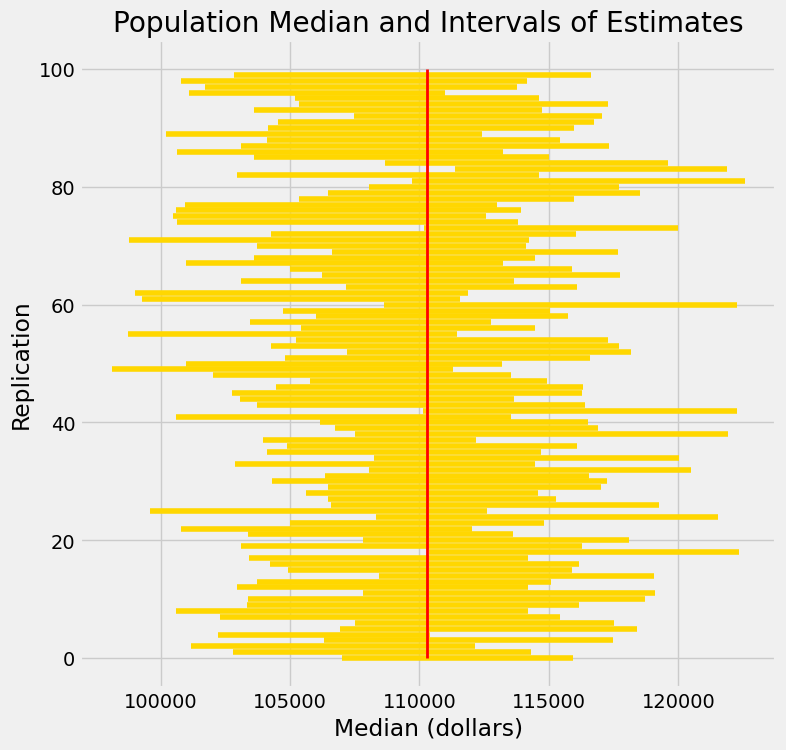 Population Median and Intervals of Estimates
100
80
60
40
20
0
Replication
100000 105000 110000 115000 120000
Median (dollars)